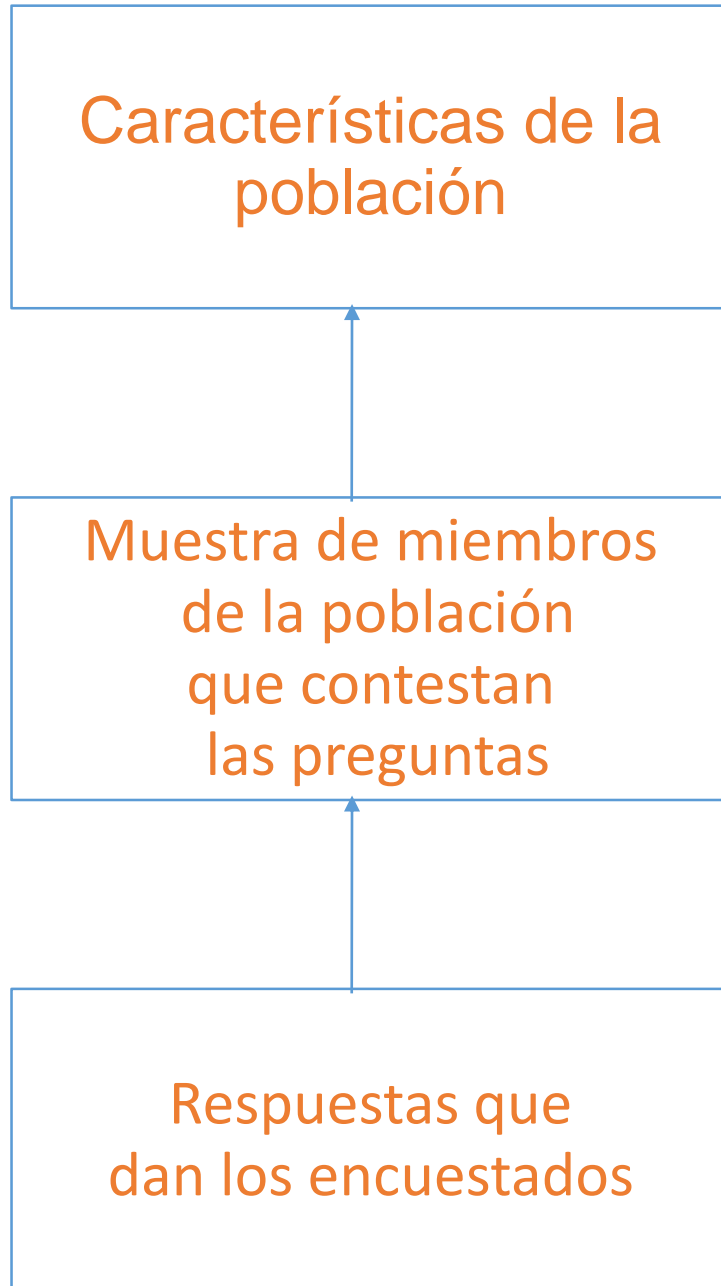 Características de la
población
Muestra de miembros
de la población
que contestan
las preguntas
Respuestas que
dan los encuestados